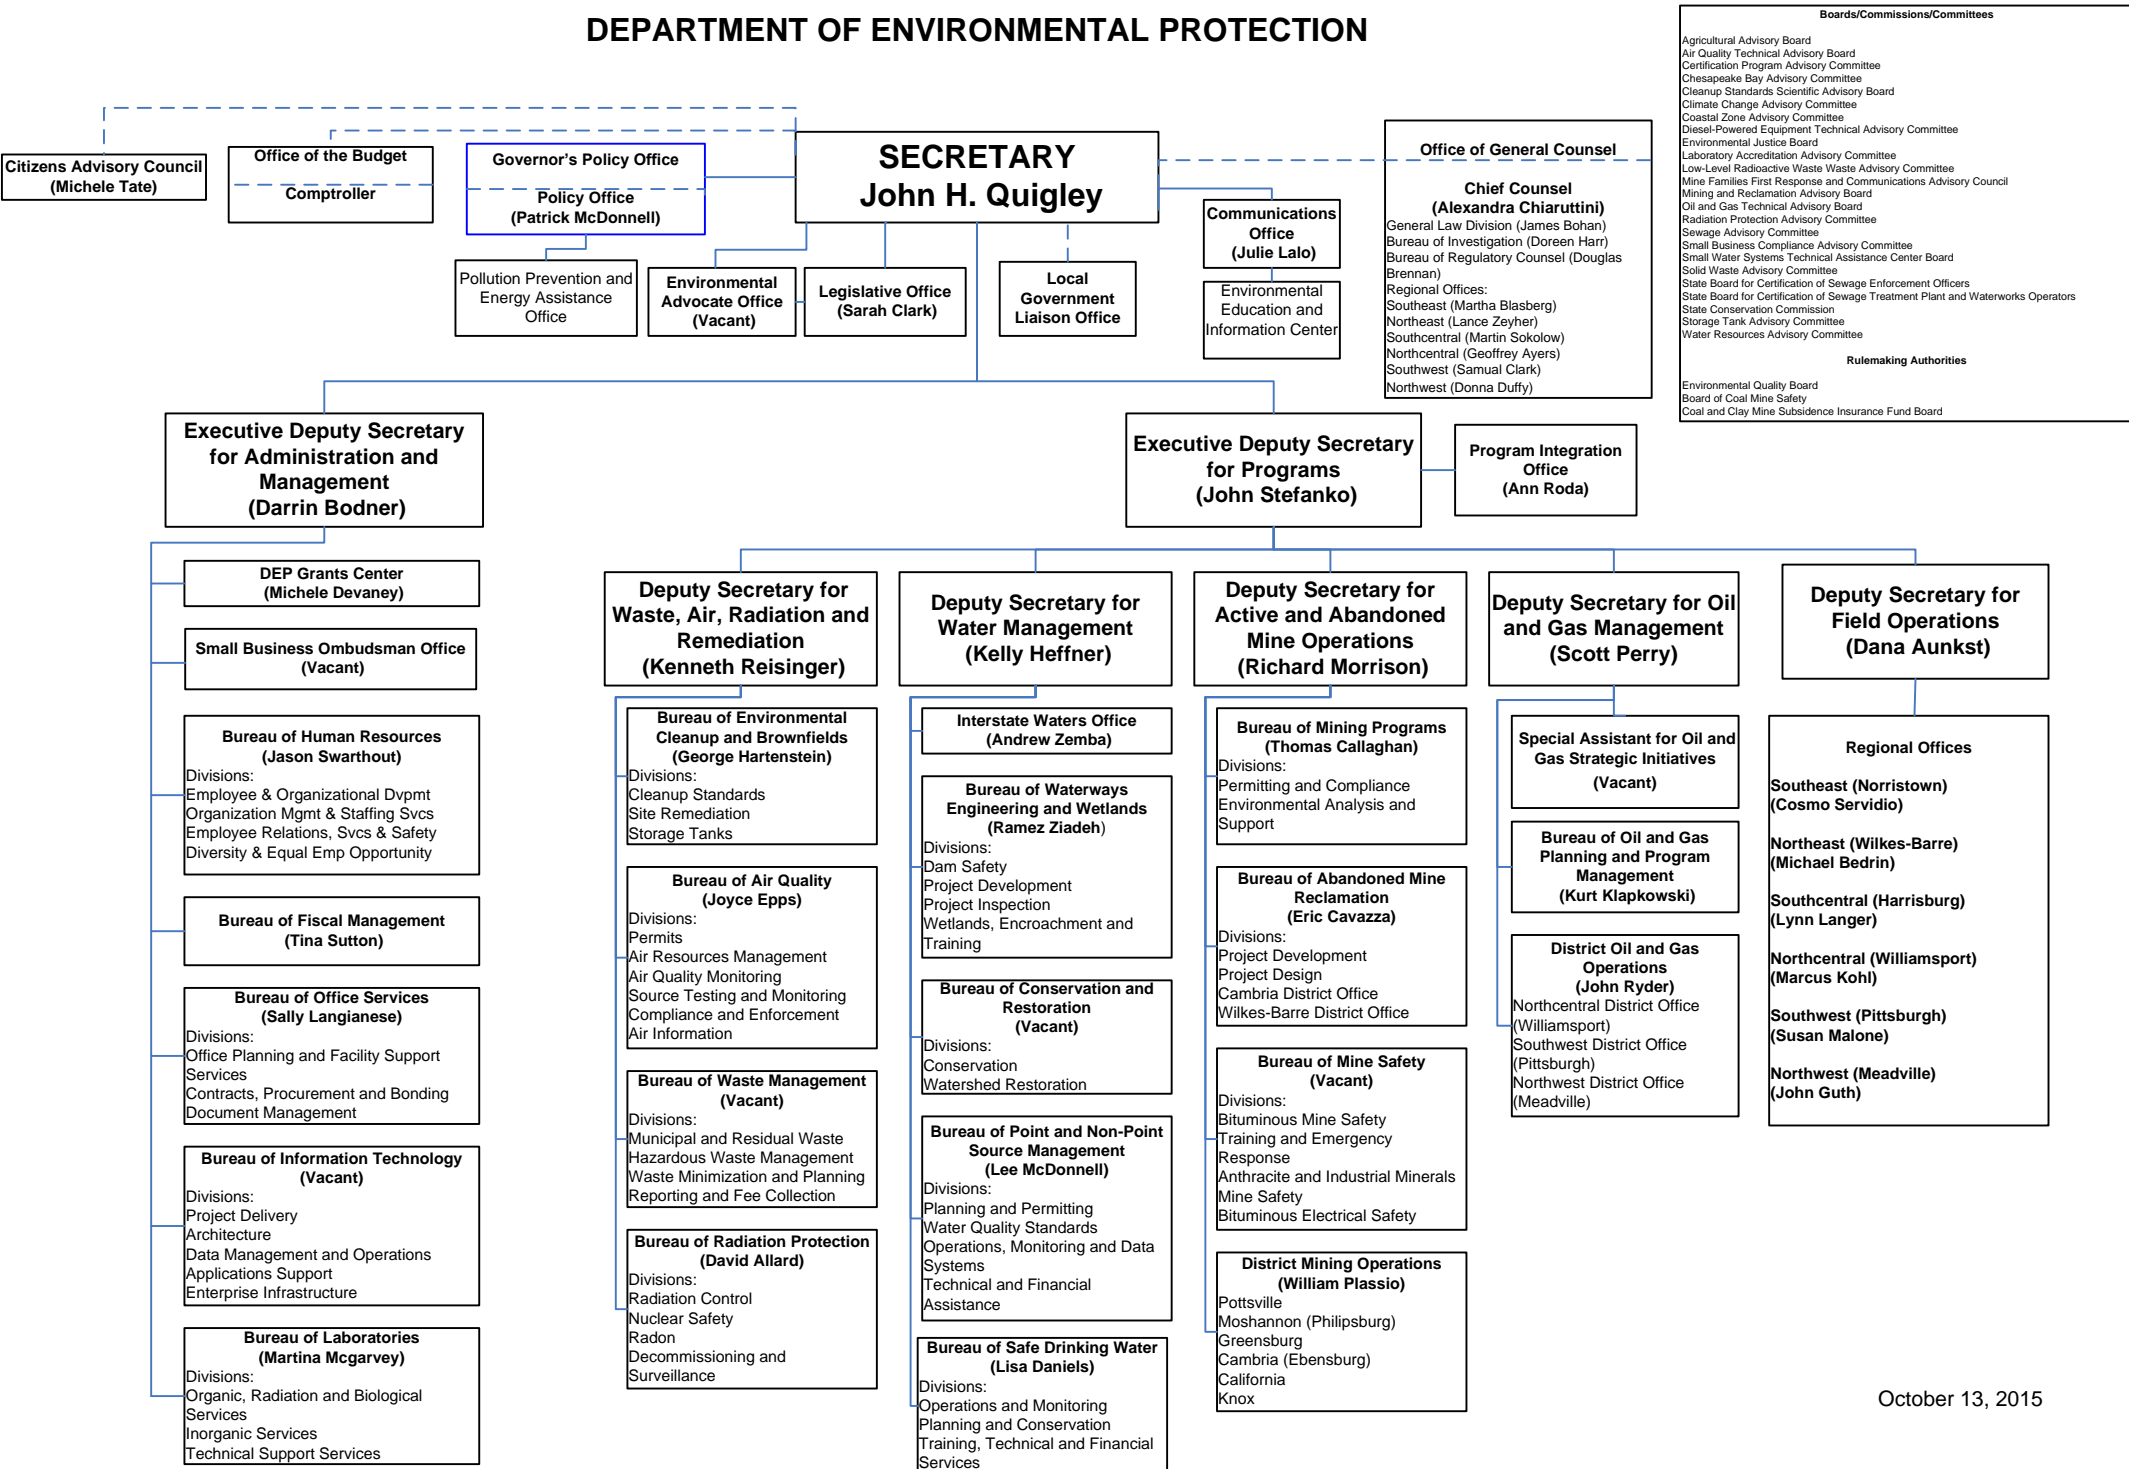 DEPARTMENT OF ENVIRONMENTAL PROTECTION
Boards/Commissions/Committees
Agricultural Advisory Board
Air Quality Technical Advisory Board
Certification Program Advisory Committee
Chesapeake Bay Advisory Committee
Cleanup Standards Scientific Advisory Board
Climate Change Advisory Committee
Coastal Zone Advisory Committee
Diesel-Powered Equipment Technical Advisory Committee
Environmental Justice Board
Laboratory Accreditation Advisory Committee
Low-Level Radioactive Waste Waste Advisory Committee
Mine Families First Response and Communications Advisory Council
Mining and Reclamation Advisory Board
Oil and Gas Technical Advisory Board
Radiation Protection Advisory Committee
Sewage Advisory Committee
Small Business Compliance Advisory Committee
Small Water Systems Technical Assistance Center Board
Solid Waste Advisory Committee
State Board for Certification of Sewage Enforcement Officers
State Board for Certification of Sewage Treatment Plant and Waterworks Operators
State Conservation Commission
Storage Tank Advisory Committee
Water Resources Advisory Committee
Rulemaking Authorities
Environmental Quality Board
Board of Coal Mine Safety
Coal and Clay Mine Subsidence Insurance Fund Board
Citizens Advisory Council
(Michele Tate)
Office of the Budget
Comptroller
Governor's Policy Office
Policy Office
(Patrick McDonnell)
SECRETARY
John H. Quigley
Communications
Office
(Julie Lalo)
Office of General Counsel
Chief Counsel
(Alexandra Chiaruttini)
General Law Division (James Bohan)
Bureau of Investigation (Doreen Harr)
Bureau of Regulatory Counsel (Douglas
Brennan)
Regional Offices:
Southeast (Martha Blasberg)
Northeast (Lance Zeyher)
Southcentral (Martin Sokolow)
Northcentral (Geoffrey Ayers)
Southwest (Samual Clark)
Northwest (Donna Duffy)
Pollution Prevention and
Energy Assistance
Office
Environmental
Advocate Office
(Vacant)
Legislative Office
(Sarah Clark)
Local
Government
Liaison Office
Environmental
Education and
Information Center
Executive Deputy Secretary
for Administration and
Management
(Darrin Bodner)
Executive Deputy Secretary
for Programs
(John Stefanko)
Program Integration
Office
(Ann Roda)
DEP Grants Center
(Michele Devaney)
Small Business Ombudsman Office
(Vacant)
Bureau of Human Resources
(Jason Swarthout)
Divisions:
Employee & Organizational Dvpmt
Organization Mgmt & Staffing Svcs
Employee Relations, Svcs & Safety
Diversity & Equal Emp Opportunity
Bureau of Fiscal Management
(Tina Sutton)
Bureau of Office Services
(Sally Langianese)
Divisions:
Office Planning and Facility Support
Services
Contracts, Procurement and Bonding
Document Management
Bureau of Information Technology
(Vacant)
Divisions:
Project Delivery
Architecture
Data Management and Operations
Applications Support
Enterprise Infrastructure
Bureau of Laboratories
(Martina Mcgarvey)
Divisions:
Organic, Radiation and Biological
Services
Inorganic Services
Technical Support Services
Deputy Secretary for
Waste, Air, Radiation and
Remediation
(Kenneth Reisinger)
Bureau of Environmental
Cleanup and Brownfields
(George Hartenstein)
Divisions:
Cleanup Standards
Site Remediation
Storage Tanks
Bureau of Air Quality
(Joyce Epps)
Divisions:
Permits
Air Resources Management
Air Quality Monitoring
Source Testing and Monitoring
Compliance and Enforcement
Air Information
Bureau of Waste Management
(Vacant)
Divisions:
Municipal and Residual Waste
Hazardous Waste Management
Waste Minimization and Planning
Reporting and Fee Collection
Bureau of Radiation Protection
(David Allard)
Divisions:
Radiation Control
Nuclear Safety
Radon
Decommissioning and
Surveillance
Deputy Secretary for
Water Management
(Kelly Heffner)
Interstate Waters Office
(Andrew Zemba)
Bureau of Waterways
Engineering and Wetlands
(Ramez Ziadeh)
Divisions:
Dam Safety
Project Development
Project Inspection
Wetlands, Encroachment and
Training
Bureau of Conservation and
Restoration
(Vacant)
Divisions:
Conservation
Watershed Restoration
Bureau of Point and Non-Point
Source Management
(Lee McDonnell)
Divisions:
Planning and Permitting
Water Quality Standards
Operations, Monitoring and Data
Systems
Technical and Financial
Assistance
Bureau of Safe Drinking Water
(Lisa Daniels)
Divisions:
Operations and Monitoring
Planning and Conservation
Training, Technical and Financial
Services
Deputy Secretary for
Active and Abandoned
Mine Operations
(Richard Morrison)
Bureau of Mining Programs
(Thomas Callaghan)
Divisions:
Permitting and Compliance
Environmental Analysis and
Support
Bureau of Abandoned Mine
Reclamation
(Eric Cavazza)
Divisions:
Project Development
Project Design
Cambria District Office
Wilkes-Barre District Office
Bureau of Mine Safety
(Vacant)
Divisions:
Bituminous Mine Safety
Training and Emergency
Response
Anthracite and Industrial Minerals
Mine Safety
Bituminous Electrical Safety
District Mining Operations
(William Plassio)
Pottsville
Moshannon (Philipsburg)
Greensburg
Cambria (Ebensburg)
California
Knox
Deputy Secretary for Oil
and Gas Management
(Scott Perry)
Special Assistant for Oil and
Gas Strategic Initiatives
(Vacant)
Bureau of Oil and Gas
Planning and Program
Management
(Kurt Klapkowski)
District Oil and Gas
Operations
(John Ryder)
Northcentral District Office
(Williamsport)
Southwest District Office
(Pittsburgh)
Northwest District Office
(Meadville)
Deputy Secretary for
Field Operations
(Dana Aunkst)
Regional Offices
Southeast (Norristown)
(Cosmo Servidio)
Northeast (Wilkes-Barre)
(Michael Bedrin)
Southcentral (Harrisburg)
(Lynn Langer)
Northcentral (Williamsport)
(Marcus Kohl)
Southwest (Pittsburgh)
(Susan Malone)
Northwest (Meadville)
(John Guth)
October 13, 2015